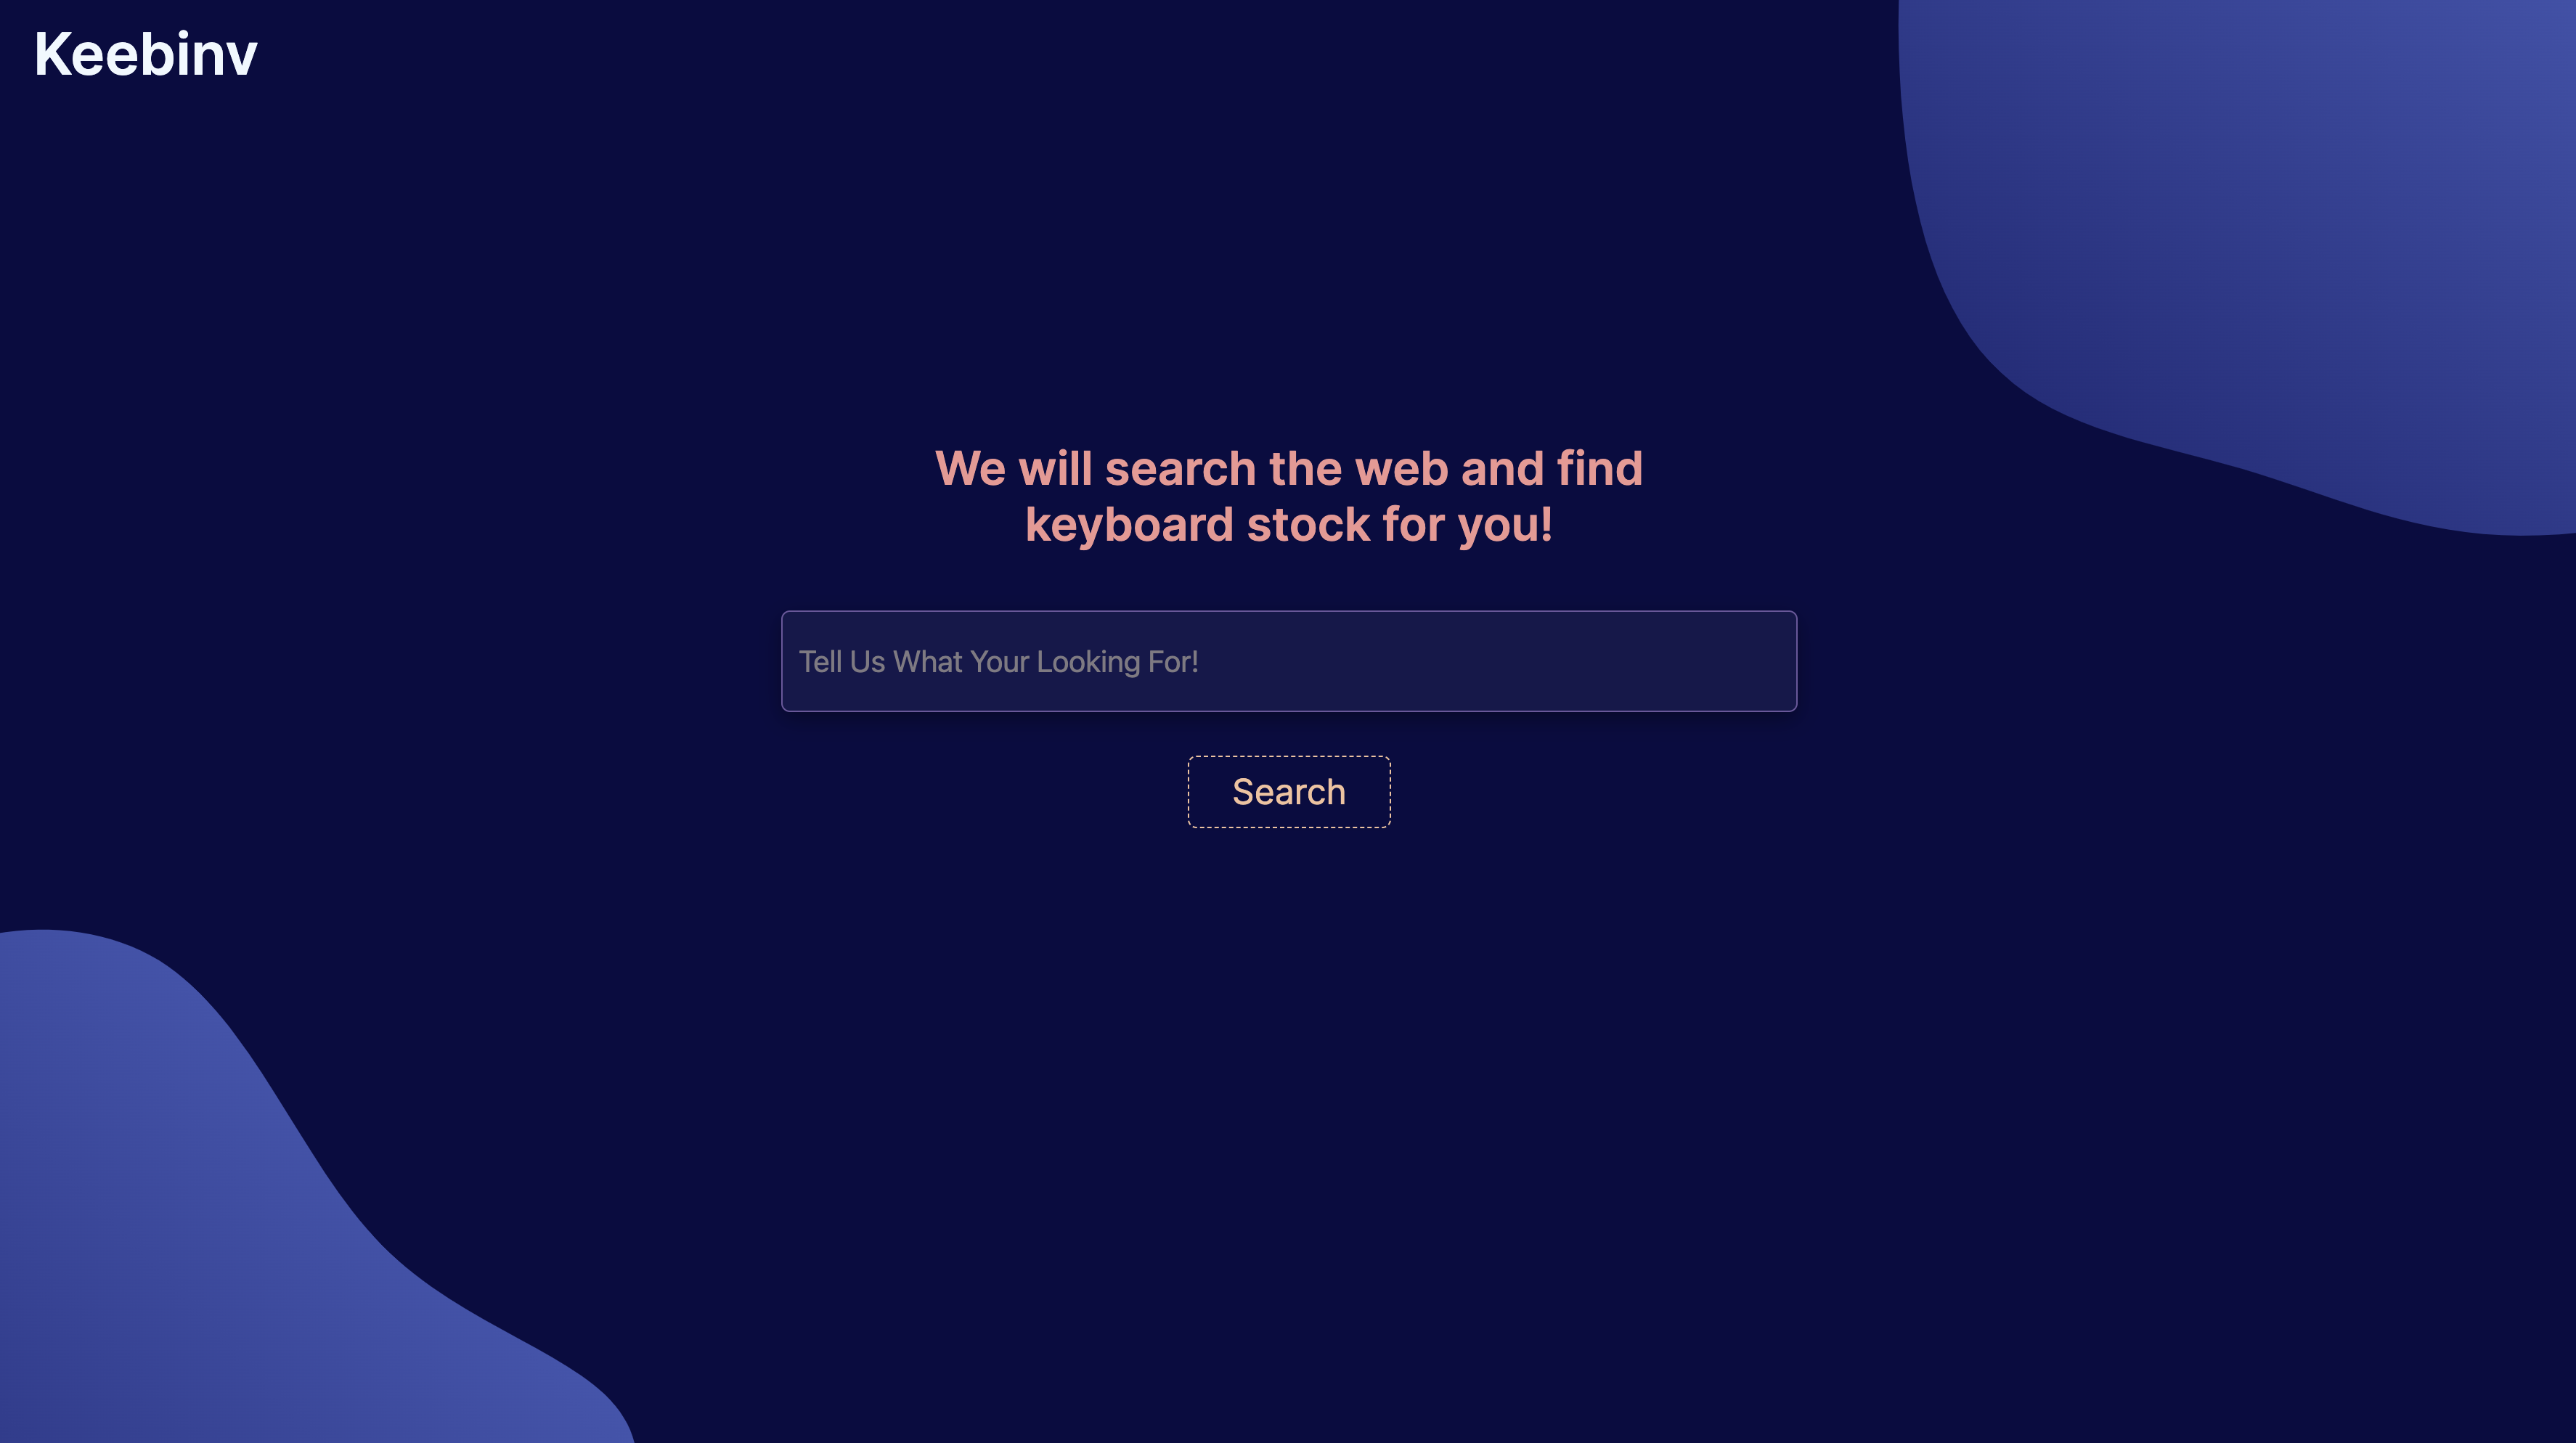 Keebinv
We will search the web and find
keyboard stock for you!
Tell Us What Your Looking For!
Search